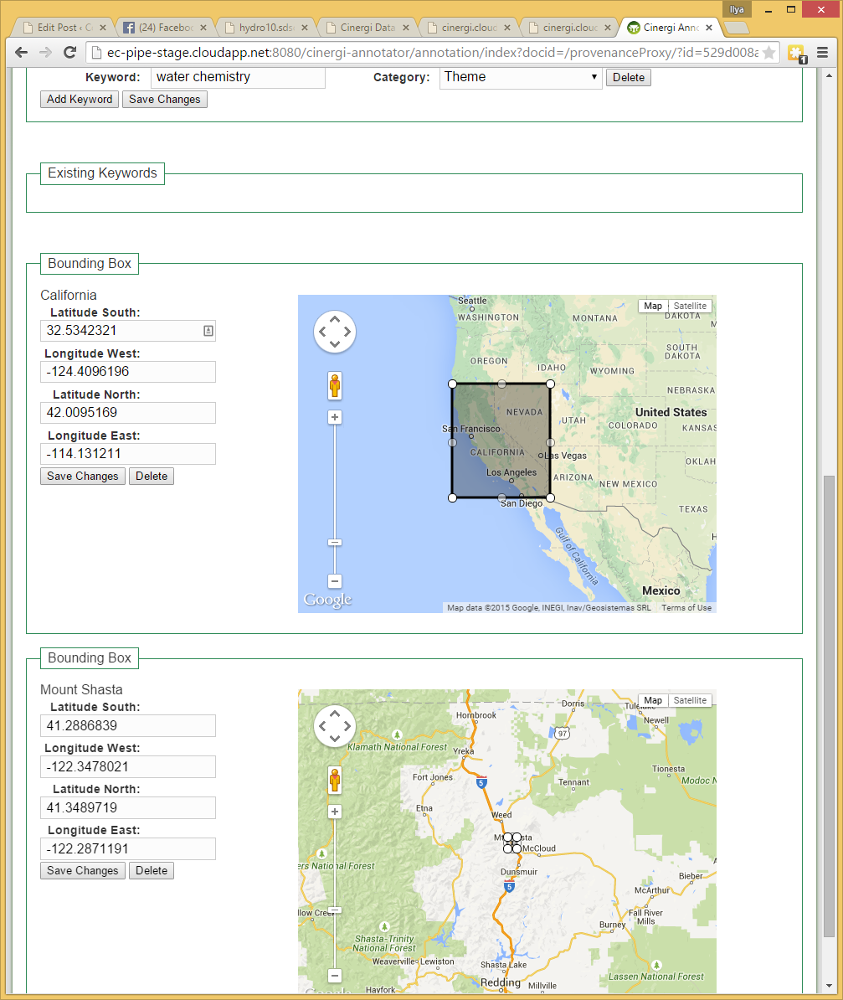 Ilya
Edit Post ‹ C
(24) Faceboo
hydro10.sds
Cinergi Data
cinergi.cloud
cinergi.clou
Cinergi Anno
ec-pipe-stage.cloudapp.net:8080/cinergi-annotator/annotation/index?docid=/provenanceProxy/?id=529d008a
1
Keyword: water chemistry Category: Theme Delete
Add Keyword Save Changes
Existing Keywords
Bounding Box
California
Latitude South:
32.5342321
Longitude West:
-124.4096196
Latitude North:
42.0095169
Longitude East:
-114.131211
Save Changes Delete
Seattle
WASHINGTON
MONTANA
Map Satellite
DAKOTA
SOUTH
DAKOTA
OREGON
IDAHO
WYOMING
NEBRASKA
NEVADA
UTAH
United States
COLORADO
KANSAS
San Francisco
CALIFORNIA
Las Vegas
OKLAH
Los Angeles
ARIZONA
NEW MEXICO
San Diego
TEXAS
H
Gulf of California
Mexico
Google
Map data ©2015 Google, INEGI, Inav/Geosistemas SRL Terms of Use
Bounding Box
Mount Shasta
Latitude South:
41.2886839
Longitude West:
-122.3478021
Latitude North:
41.3489719
Longitude East:
-122.2871191
Save Changes Delete
Map Satellite
Dorris
Tulelake
Hornbrook
Newell
97
Klamath National Forest
Yreka
Tionesta
Fort Jones
5
Tennant
Modoc N
Etna
Weed
Mt Shasta
McCloud
ers National Forest
Dunsmuir
Bieber
5
McArthur
llow Creek
Fall River
Mills
Burney
Shasta-Trinity
National Forest
Weaverville
Lewiston
Shasta Lake
Lassen National Forest
Redding
Millville
Hayfork
Google